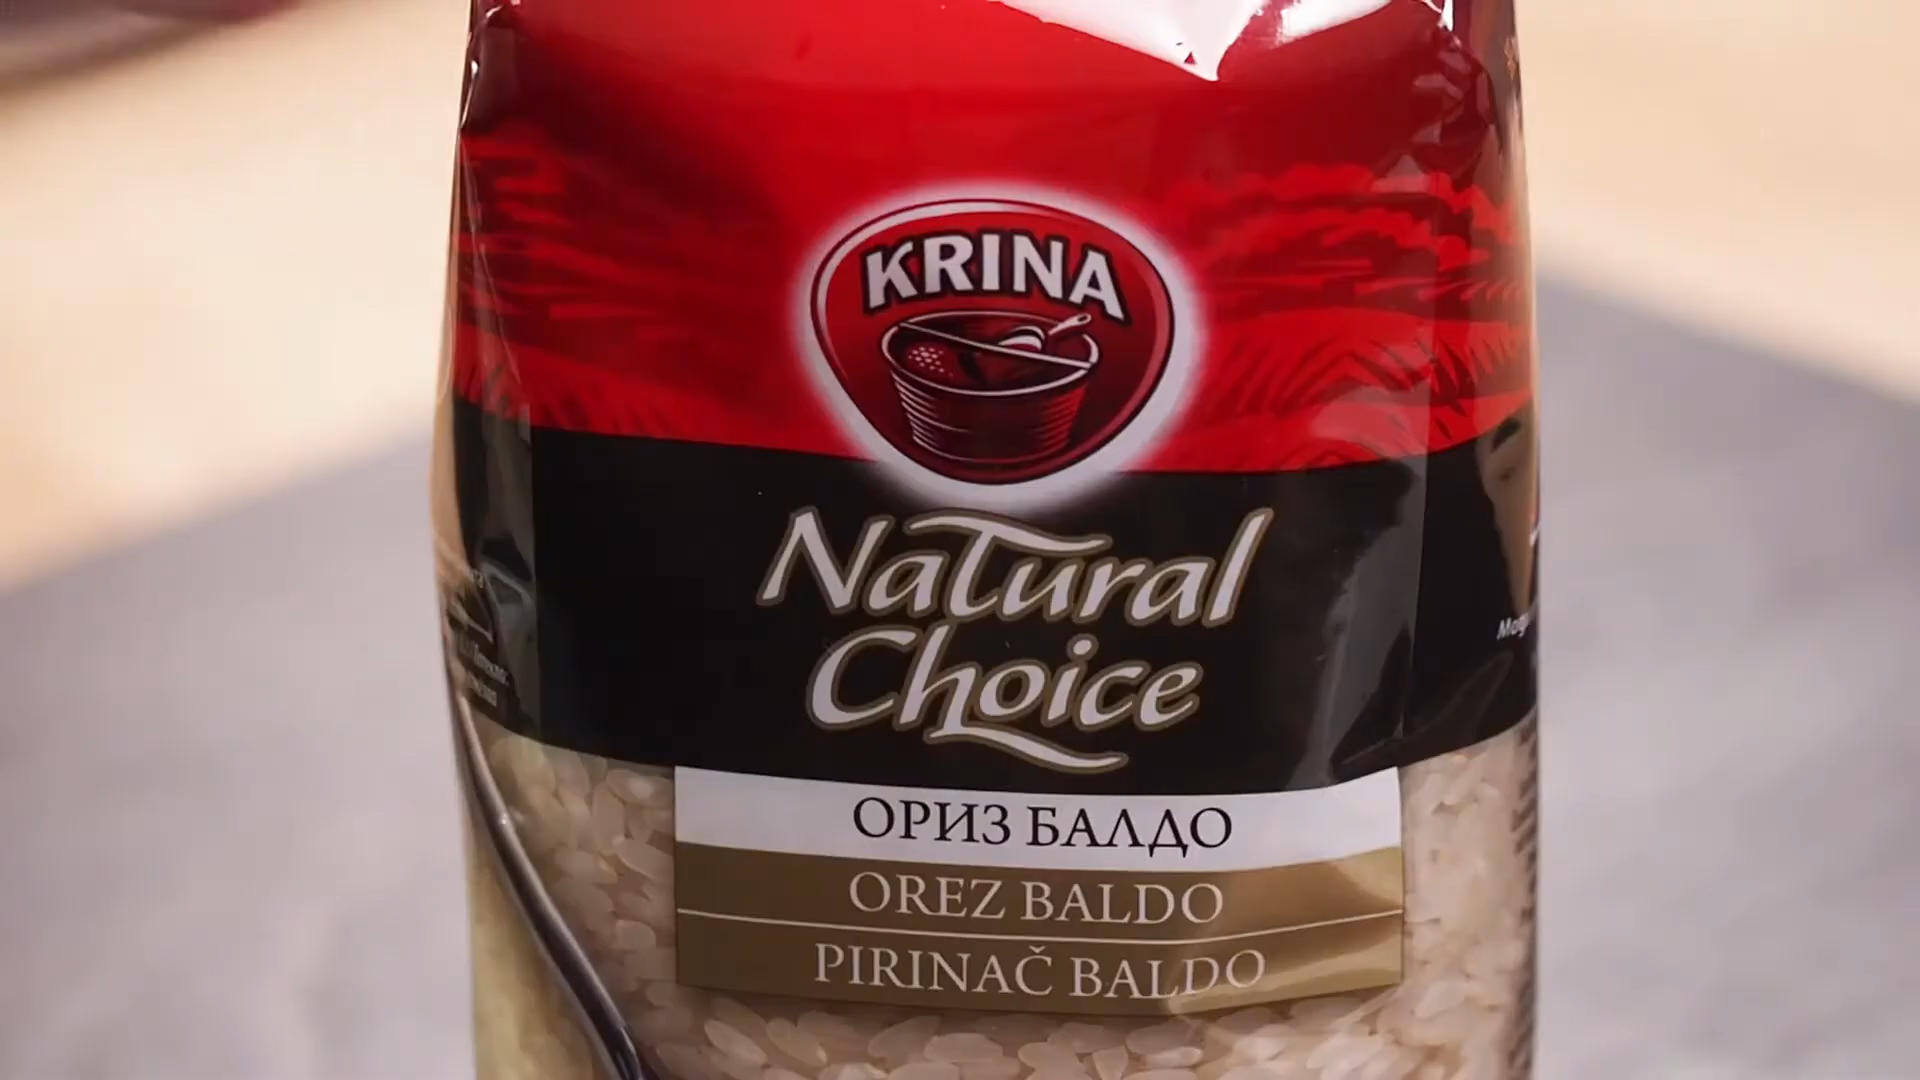 KRINA
Natural
Choice
ОРИЗ БАЛДО
OREZ BALDO
PIRINAČ BALDO